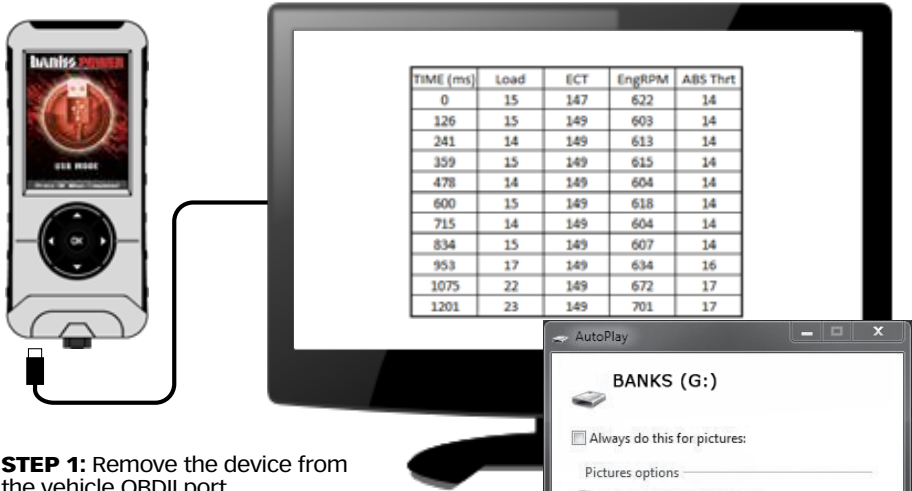 banks POWER
USB MODE
OK
TIME (ms) Load ECT EngRPM ABS Thrt
0 15 147 622 14
126 15 149 603 14
241 14 149 613 14
359 15 149 615 14
478 14 149 604 14
600 15 149 618 14
715 14 149 604 14
834 15 149 607 14
953 17 149 634 16
1075 22 149 672 17
1201 23 149 701 17
AutoPlay
BANKS (G:)
Always do this for pictures:
Pictures options
STEP 1: Remove the device from
the vehicle OBDII port